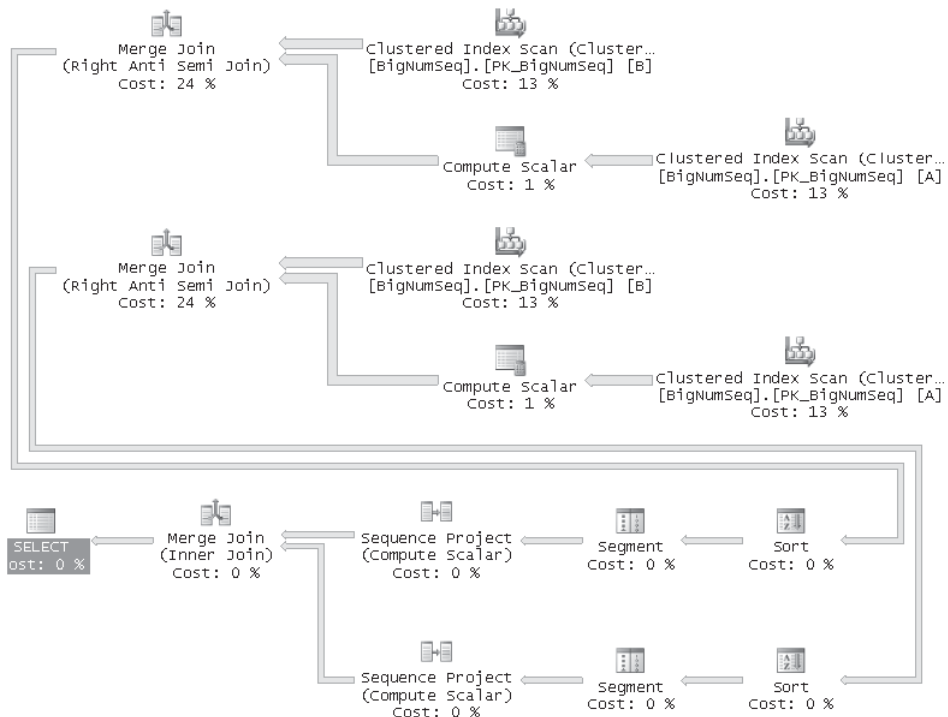 Merge Join
(Right Anti Semi Join)
Cost: 24 %
Clustered Index Scan (Cluster…
[BigNumSeq].[PK_BigNumSeq] [B]
Cost: 13 %
Compute Scalar
Cost: 1 %
Clustered Index Scan (Cluster…
[BigNumSeq].[PK_BigNumSeq] [A]
Cost: 13 %
Merge Join
(Right Anti Semi Join)
Cost: 24 %
Clustered Index Scan (Cluster…
[BigNumSeq].[PK_BigNumSeq] [B]
Cost: 13 %
Compute Scalar
Cost: 1 %
Clustered Index Scan (Cluster…
[BigNumSeq].[PK_BigNumSeq] [A]
Cost: 13 %
SELECT
ost: 0 %
Merge Join
(Inner Join)
Cost: 0 %
Sequence Project
(Compute Scalar)
Cost: 0 %
Segment
Cost: 0 %
Sort
Cost: 0 %
Sequence Project
(Compute Scalar)
Cost: 0 %
Segment
Cost: 0 %
Sort
Cost: 0 %